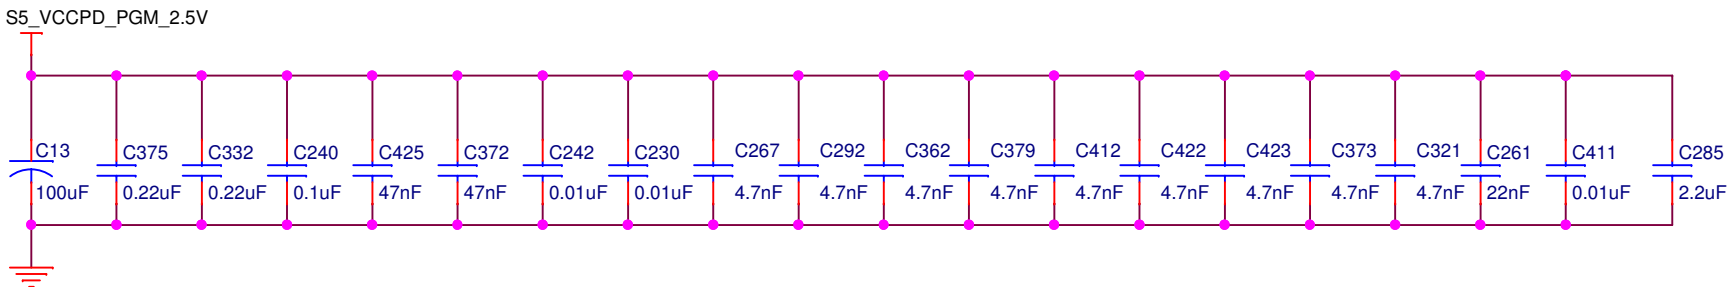 S5_VCCPD_PGM_2.5V
C13 C375 C332 C240 C425 C372 C242 C230 C267 C292 C362 C379 C412 C422 C423 C373 C321 C261 C411 C285
100uF 0.22uF 0.22uF 0.1uF 47nF 47nF 0.01uF 0.01uF 4.7nF 4.7nF 4.7nF 4.7nF 4.7nF 4.7nF 4.7nF 4.7nF 4.7nF 22nF 0.01uF 2.2uF